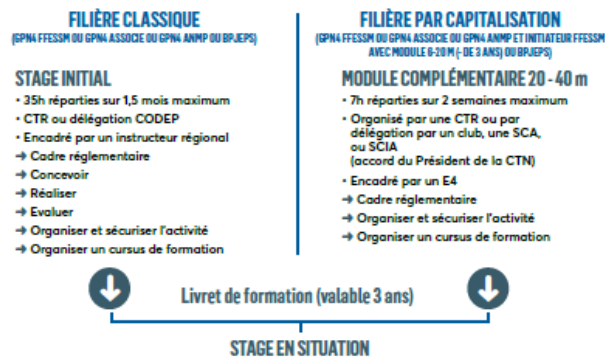 FILIÈRE CLASSIQUE
(GPN4 FFESSM OU GPN4 ASSOCIE OU GPN4 ANMP OU BPJEPS)
STAGE INITIAL
• 35h réparties sur 1,5 mois maximum
• CTR ou délégation CODEP
• Encadré par un instructeur régional
➜ Cadre réglementaire
➜ Concevoir
➜ Réaliser
➜ Evaluer
➜ Organiser et sécuriser l'activité
➜ Organiser un cursus de formation
FILIÈRE PAR CAPITALISATION
(GPN4 FFESSM OU GPN4 ASSOCIE OU GPN4 ANMP ET INITIATEUR FFESSM
AVEC MODULE 6-20 M (- DE 3 ANS) OU BPJEPS)
MODULE COMPLÉMENTAIRE 20 - 40 m
• 7h réparties sur 2 semaines maximum
• Organisé par une CTR ou par
délégation par un club, une SCA,
ou SCIA
(accord du Président de la CTN)
• Encadré par un E4
➜ Cadre réglementaire
➜ Organiser et sécuriser l'activité
➜ Organiser un cursus de formation
Livret de formation (valable 3 ans)
STAGE EN SITUATION